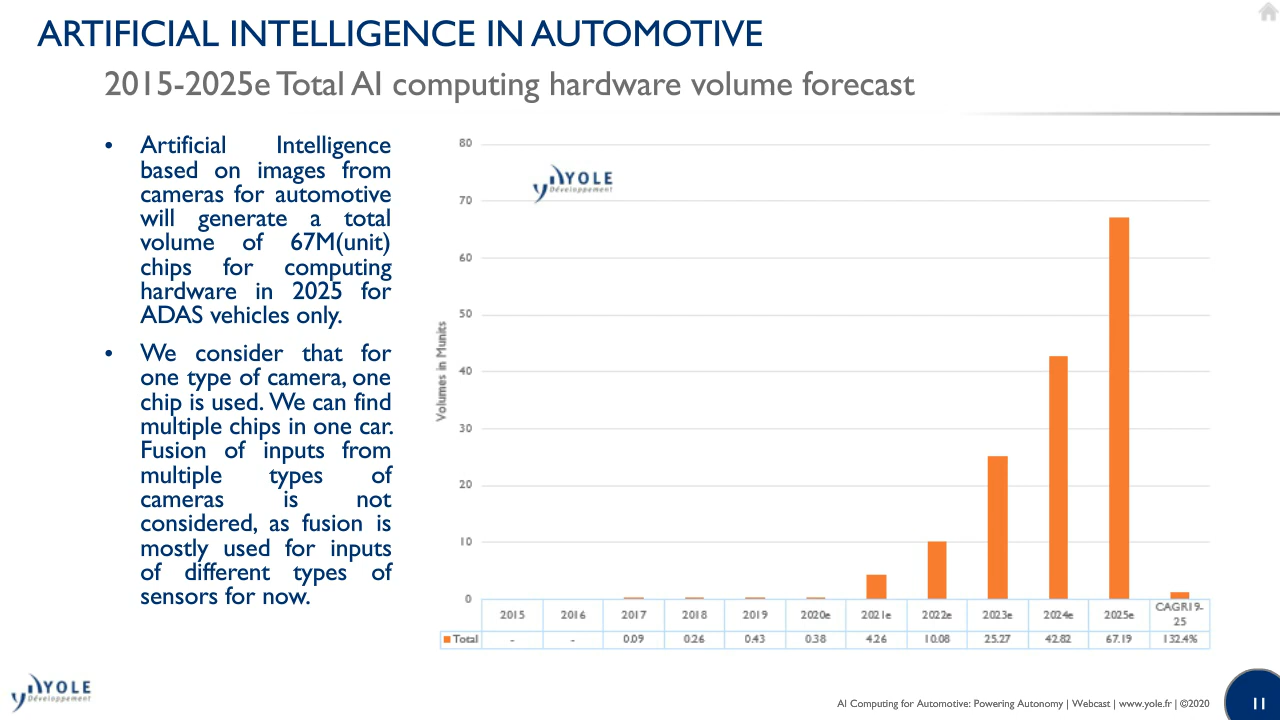 ARTIFICIAL INTELLIGENCE IN AUTOMOTIVE
2015-2025e Total AI computing hardware volume forecast
• Artificial Intelligence
based on images from
cameras for automotive
will generate a total
volume of 67M(unit)
chips for computing
hardware in 2025 for
ADAS vehicles only.
• We consider that for
one type of camera, one
chip is used. We can find
multiple chips in one car.
Fusion of inputs from
multiple types of
cameras is not
considered, as fusion is
mostly used for inputs
of different types of
sensors for now.
YOLE
Développement
Volumes in Munits
80
70
60
50
40
30
20
10
0
2015 2016 2017 2018 2019 2020e 2021e 2022e 2023e 2024e 2025e CAGR19-
25
Total - - 0.09 0.26 0.43 0.38 4.26 10.08 25.27 42.82 67.19 132.4%
YOLE
Développement
AI Computing for Automotive: Powering Autonomy | Webcast | www.yole.fr | ©2020
11